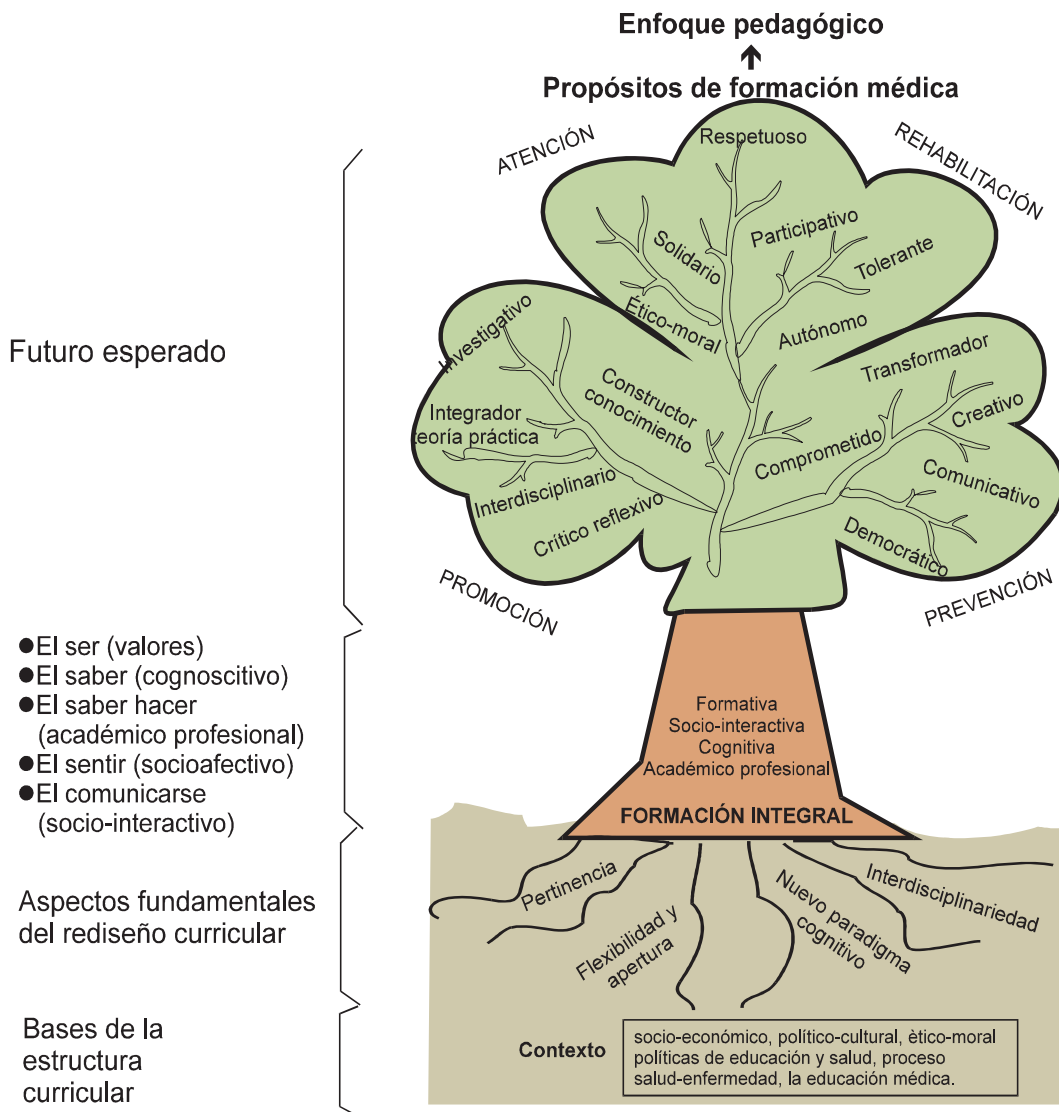 Enfoque pedagógico
Propósitos de formación médica
ATENCIÓN
REHABILITACIÓN
Respetuoso
Participativo
Solidario
Tolerante
Ético-moral
Autónomo
Futuro esperado
Investigativo
Constructor
conocimiento
Integrador
teoría práctica
Interdisciplinario
Crítico reflexivo
Transformador
Creativo
Comprometido
Comunicativo
Democrático
PROMOCIÓN
PREVENCIÓN
●El ser (valores)
●El saber (cognoscitivo)
●El saber hacer
(académico profesional)
●El sentir (socioafectivo)
●El comunicarse
(socio-interactivo)
Formativa
Socio-interactiva
Cognitiva
Académico profesional
FORMACIÓN INTEGRAL
Aspectos fundamentales
del rediseño curricular
Pertinencia
Flexibilidad y
apertura
Nuevo paradigma
cognitivo
Interdisciplinariedad
Bases de la
estructura
curricular
Contexto
socio-económico, político-cultural, ètico-moral
políticas de educación y salud, proceso
salud-enfermedad, la educación médica.